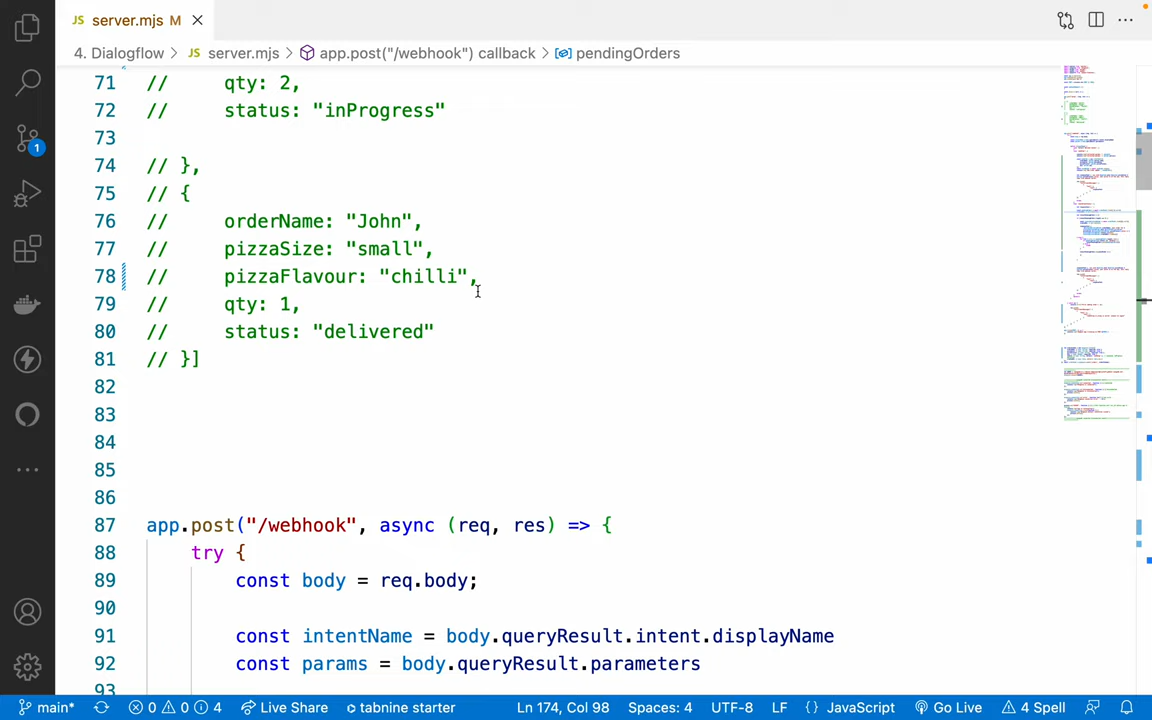 JS server.mjs M
4. Dialogflow > JS server.mjs > app.post("/webhook") callback > pendingOrders
71 // qty: 2,
72 // status: "inProgress"
73
74 // },
75 // {
76 // orderName: "John",
77 // pizzaSize: "small",
78 // pizzaFlavour: "chilli",
79 // qty: 1,
80 // status: "delivered"
81 // }]
82
83
84
85
86
87 app.post("/webhook", async (req, res) => {
88 try {
89 const body = req.body;
90
91 const intentName = body.queryResult.intent.displayName
92 const params = body.queryResult.parameters
93
1
main* 0 0 4 Live Share tabnine starter Ln 174, Col 98 Spaces: 4 UTF-8 LF {} JavaScript Go Live 4 Spell